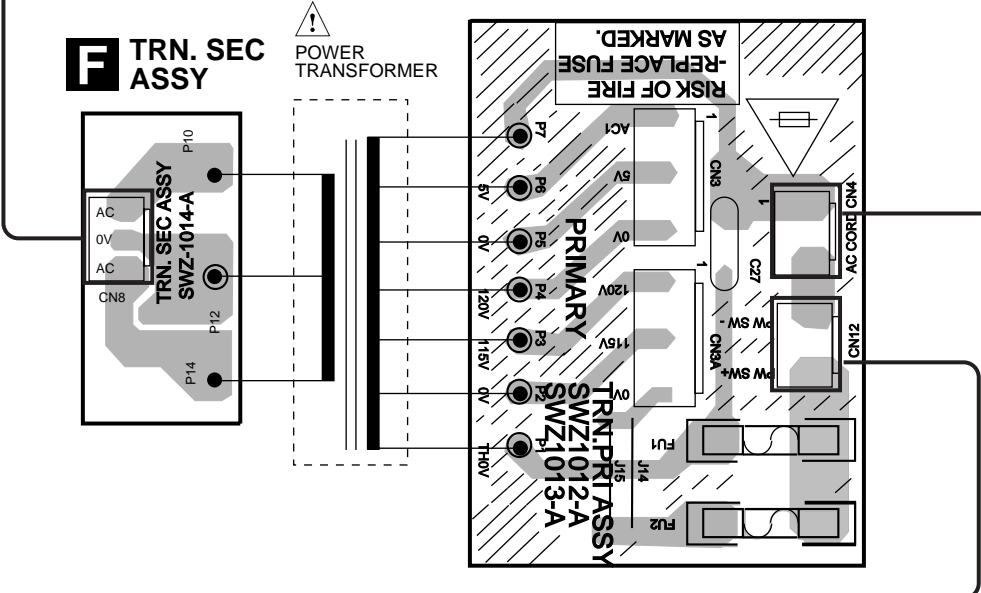 F TRN. SEC
ASSY
POWER
TRANSFORMER
RISK OF FIRE
-REPLACE FUSE
AS MARKED.
P10
AC
0V
AC
CN8
TRN. SEC ASSY
SWZ-1014-A
P12
P14
P7
P6
P5
P4
P3
P2
P1
5V
0V
120V
115V
0V
TH0V
PRIMARY
AC1
5V
0V
1
CN3
120V
115V
0V
1
CN3A
C27
1
AC CORD CN4
PW SW -
PW SW+
CN12
TRN.PRI ASSY
SWZ1012-A
SWZ1013-A
J14
J15
FU1
FU2